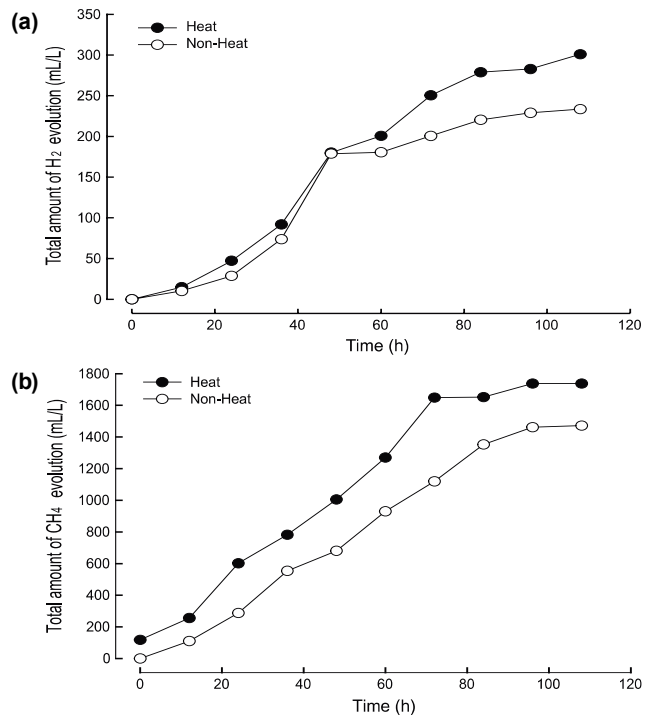 (a)
Heat
Non-Heat
Total amount of H₂ evolution (mL/L)
350
300
250
200
150
100
50
0
0 20 40 60 80 100 120
Time (h)
(b)
Heat
Non-Heat
Total amount of CH₄ evolution (mL/L)
1800
1600
1400
1200
1000
800
600
400
200
0
0 20 40 60 80 100 120
Time (h)